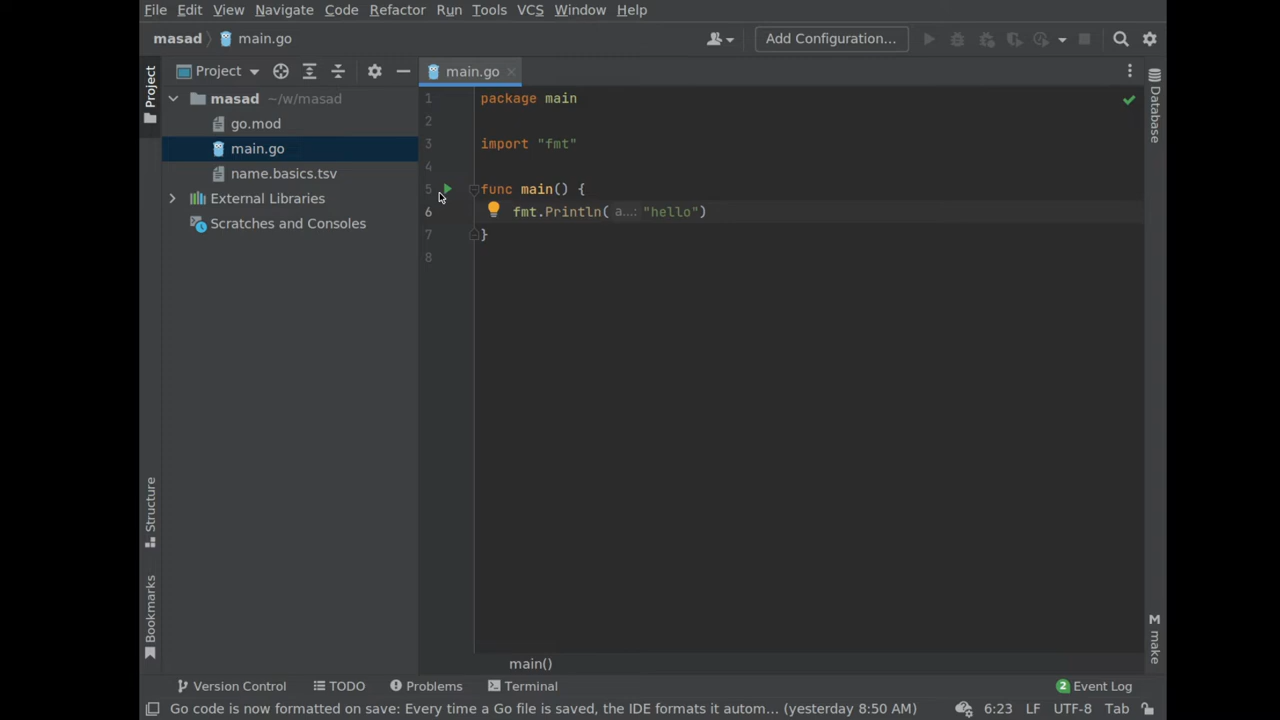 File Edit View Navigate Code Refactor Run Tools VCS Window Help
masad main.go Add Configuration...
Project
Project
main.go
masad ~/w/masad
go.mod
main.go
name.basics.tsv
External Libraries
Scratches and Consoles
1 package main
2
3 import "fmt"
4
5 func main() {
6 fmt.Println( a...: "hello")
7 }
8
Database
Structure
Bookmarks
M make
main()
Version Control TODO Problems Terminal 2 Event Log
Go code is now formatted on save: Every time a Go file is saved, the IDE formats it autom... (yesterday 8:50 AM) 6:23 LF UTF-8 Tab